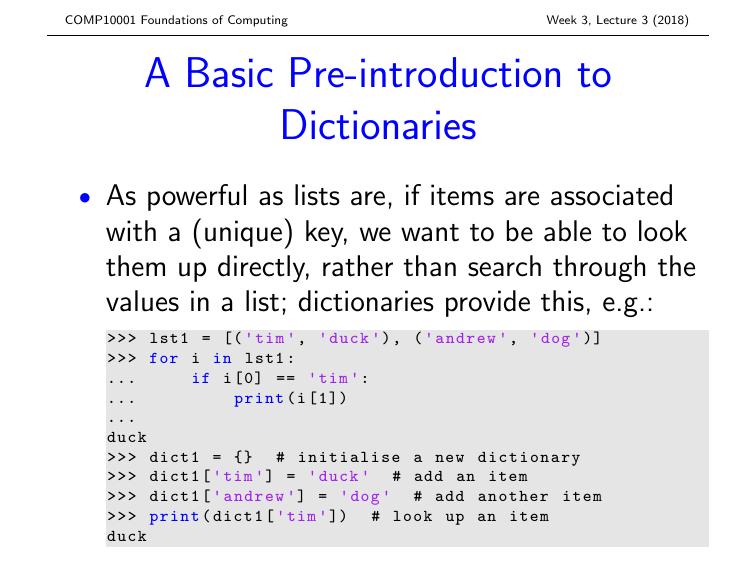 COMP10001 Foundations of Computing Week 3, Lecture 3 (2018)
A Basic Pre-introduction to
Dictionaries
• As powerful as lists are, if items are associated
with a (unique) key, we want to be able to look
them up directly, rather than search through the
values in a list; dictionaries provide this, e.g.:
>>> lst1 = [('tim', 'duck'), ('andrew', 'dog')]
>>> for i in lst1:
...     if i[0] == 'tim':
...         print(i[1])
...
duck
>>> dict1 = {}  # initialise a new dictionary
>>> dict1['tim'] = 'duck'  # add an item
>>> dict1['andrew'] = 'dog'  # add another item
>>> print(dict1['tim'])  # look up an item
duck